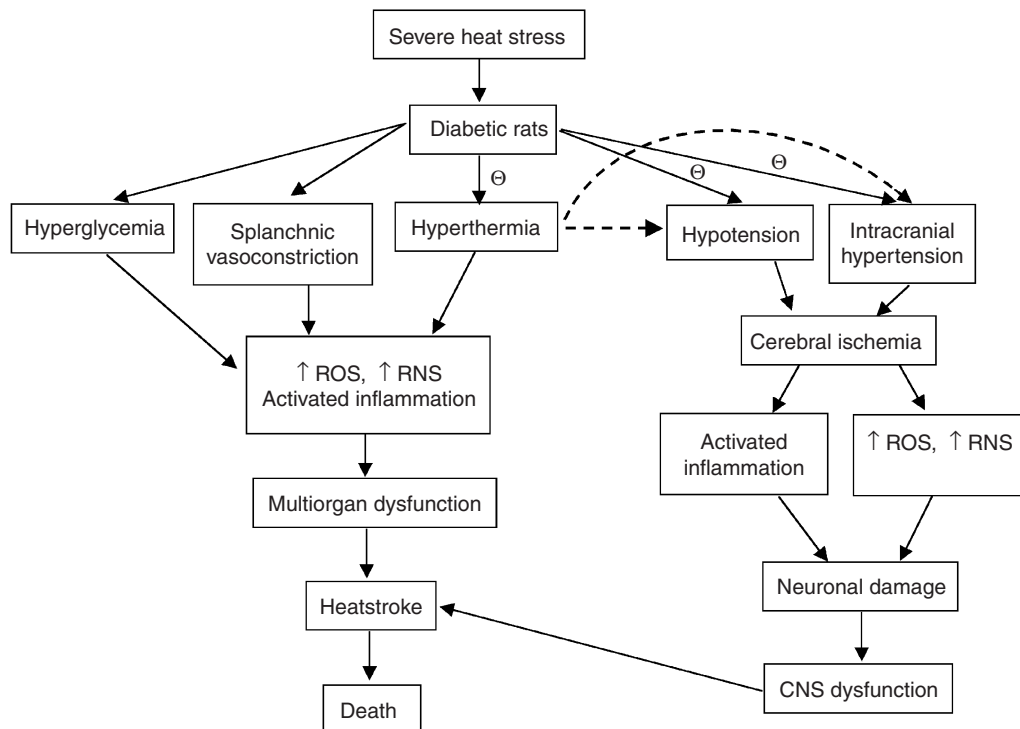 Severe heat stress
Diabetic rats
Θ
Θ
Θ
Hyperglycemia
Splanchnic
vasoconstriction
Hyperthermia
Hypotension
Intracranial
hypertension
Cerebral ischemia
↑ ROS, ↑ RNS
Activated inflammation
Activated
inflammation
↑ ROS, ↑ RNS
Multiorgan dysfunction
Neuronal damage
Heatstroke
CNS dysfunction
Death